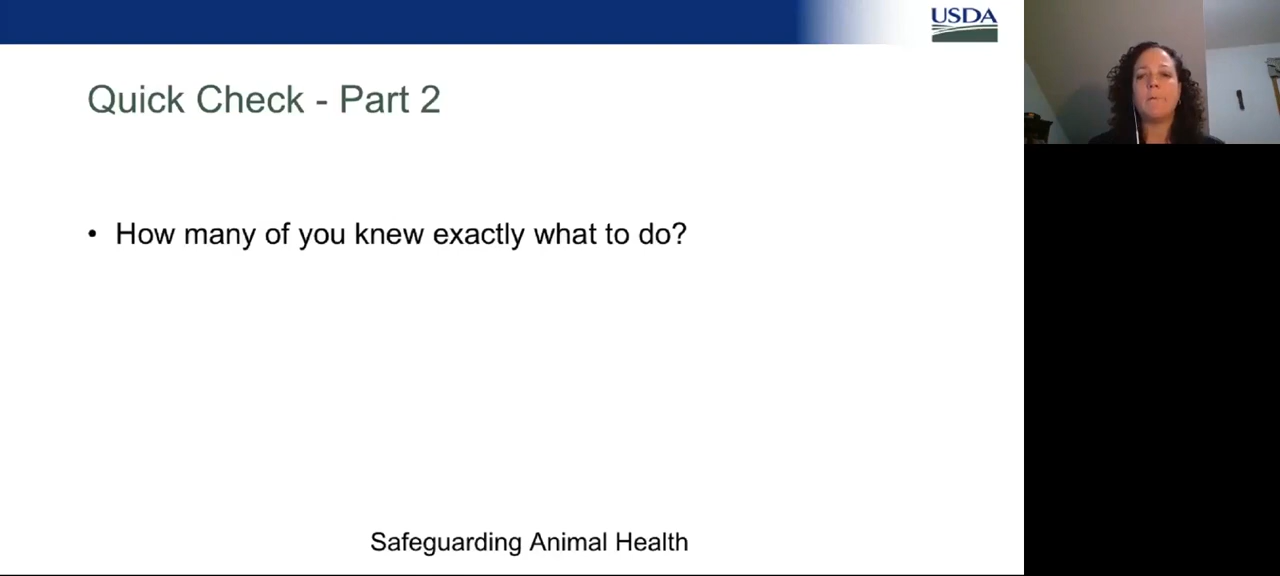 USDA
Quick Check - Part 2
• How many of you knew exactly what to do?
Safeguarding Animal Health